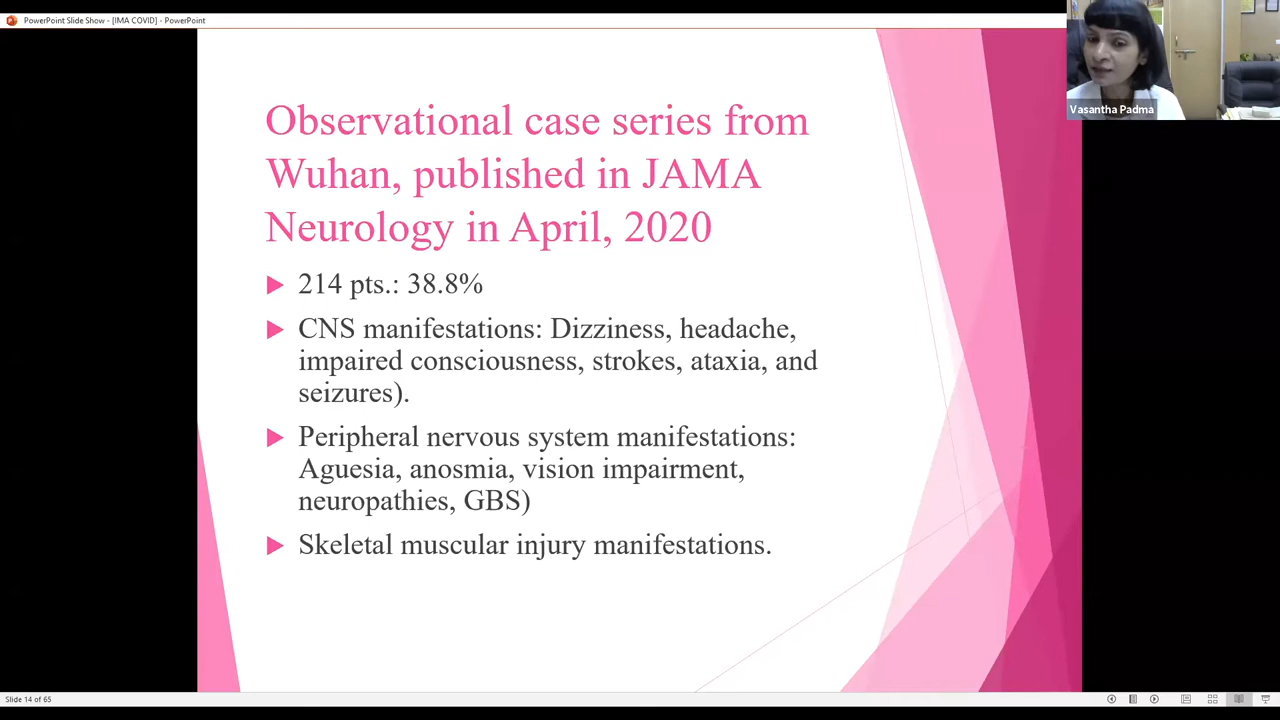 PowerPoint Slide Show - [IMA COVID] - PowerPoint
Vasantha Padma
Observational case series from
Wuhan, published in JAMA
Neurology in April, 2020
214 pts.: 38.8%
CNS manifestations: Dizziness, headache,
impaired consciousness, strokes, ataxia, and
seizures).
Peripheral nervous system manifestations:
Aguesia, anosmia, vision impairment,
neuropathies, GBS)
Skeletal muscular injury manifestations.
Slide 14 of 65